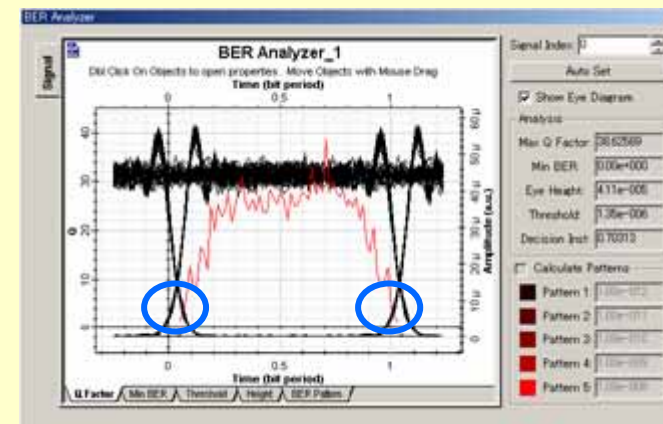 BER Analyzer
Signal
BER Analyzer_1
Dbl Click On Objects to open properties. Move Objects with Mouse Drag
Time (bit period)
0 0.5 1
Q
0 10 20 30 40
Amplitude (a.u.)
0 10 µ 20 µ 30 µ 40 µ 50 µ 60 µ
0 0.5 1
Time (bit period)
Q Factor Min BER Threshold Height BER Pattern
Signal Index: 0
Auto Set
Show Eye Diagram
Analysis
Max Q Factor: 38.62569
Min BER: 0.00e+000
Eye Height: 4.11e-005
Threshold: 1.35e-006
Decision Inst: 0.70313
Calculate Patterns
Pattern 1
Pattern 2
Pattern 3
Pattern 4
Pattern 5